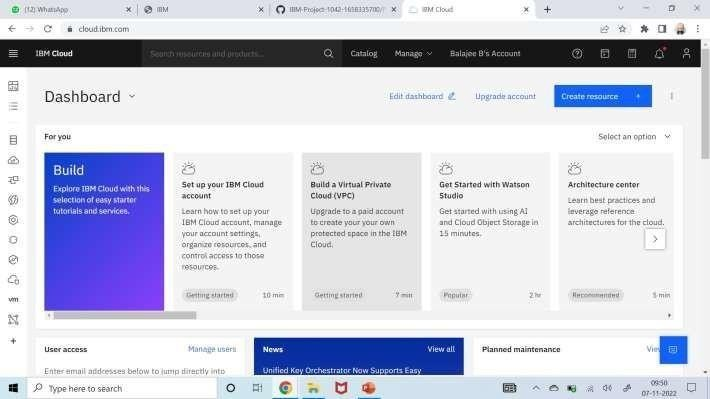 (12) WhatsApp
IBM
IBM-Project-1042-1658335700/
IBM Cloud
cloud.ibm.com
IBM Cloud
Search resources and products...
Catalog
Manage
Balajee B's Account
Dashboard
Edit dashboard
Upgrade account
Create resource +
For you
Select an option
Build
Explore IBM Cloud with this
selection of easy starter
tutorials and services.
Set up your IBM Cloud
account
Learn how to set up your
IBM Cloud account, manage
your account settings,
organize resources, and
control access to those
resources.
Getting started
10 min
Build a Virtual Private
Cloud (VPC)
Upgrade to a paid account
to create your your own
protected space in the IBM
Cloud.
Getting started
7 min
Get Started with Watson
Studio
Get started with using AI
and Cloud Object Storage in
15 minutes.
Popular
2 hr
Architecture center
Learn best practices and
leverage reference
architectures for the cloud.
Recommended
5 min
vm
User access
Manage users
Enter email addresses below to jump directly into
News
View all
Unified Key Orchestrator Now Supports Easy
Planned maintenance
Type here to search
09:50
07-11-2022